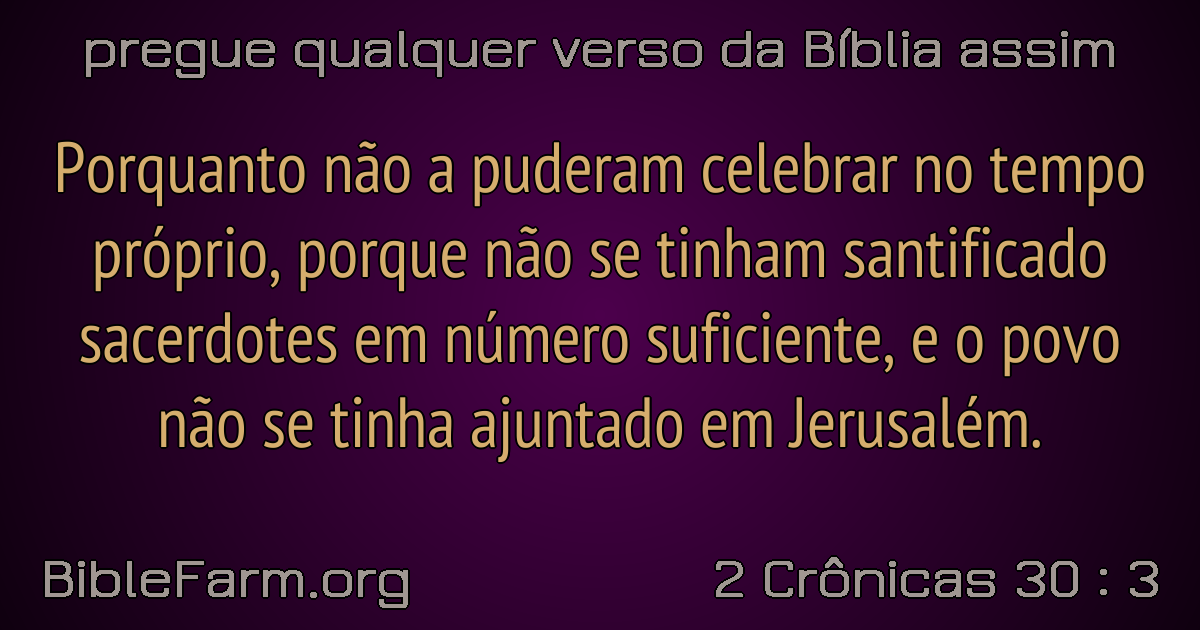 pregue qualquer verso da Bíblia assim
Porquanto não a puderam celebrar no tempo
próprio, porque não se tinham santificado
sacerdotes em número suficiente, e o povo
não se tinha ajuntado em Jerusalém.
BibleFarm.org
2 Crônicas 30 : 3